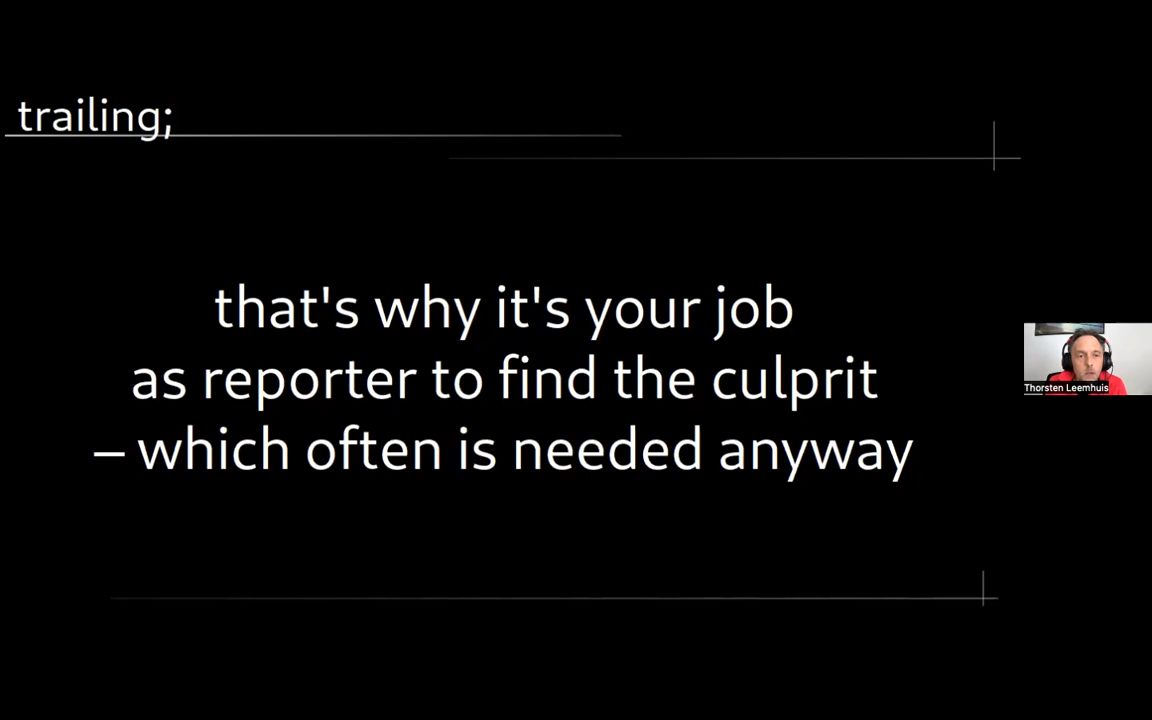 trailing;
that's why it's your job
as reporter to find the culprit
– which often is needed anyway
Thorsten Leemhuis